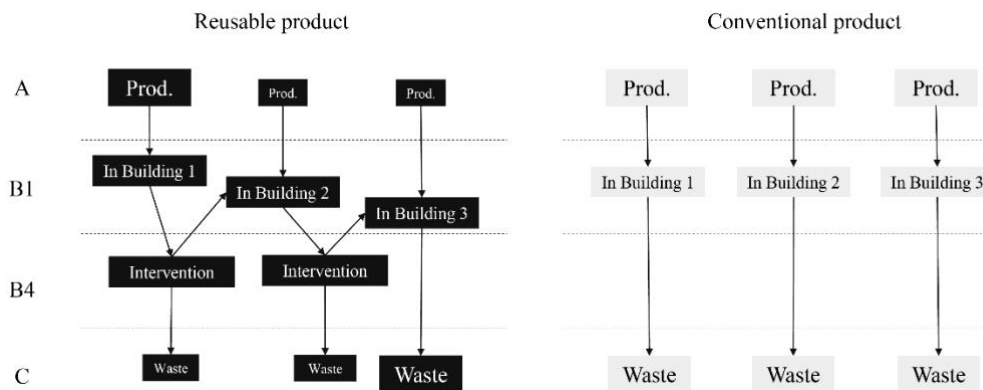 Reusable product
Conventional product
A
Prod.
Prod.
Prod.
Prod.
Prod.
Prod.
B1
In Building 1
In Building 2
In Building 3
In Building 1
In Building 2
In Building 3
B4
Intervention
Intervention
C
Waste
Waste
Waste
Waste
Waste
Waste